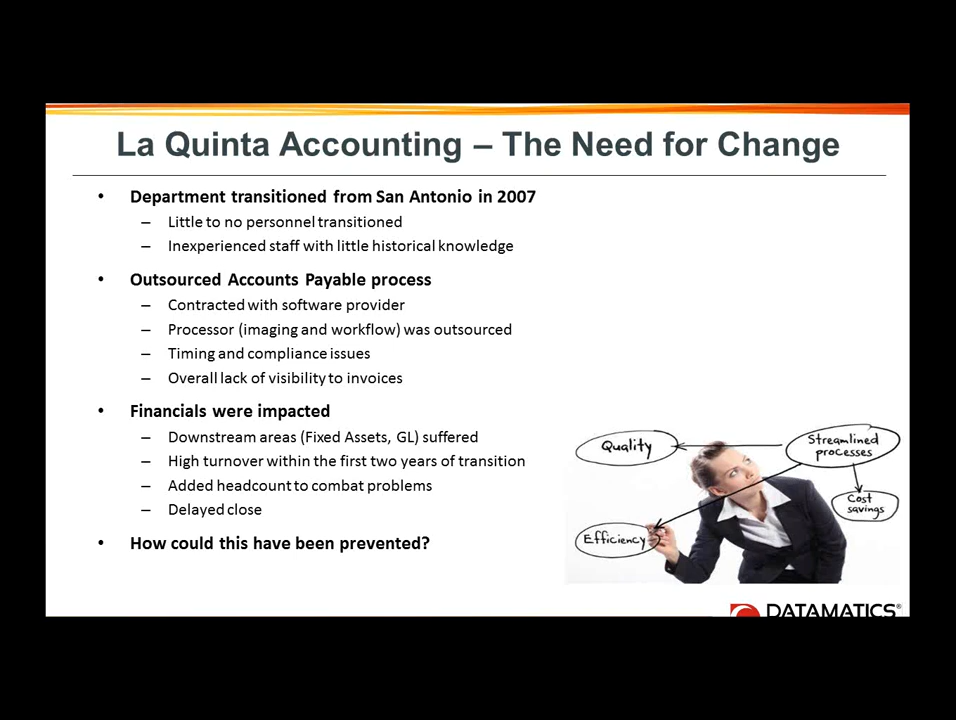 La Quinta Accounting – The Need for Change
• Department transitioned from San Antonio in 2007
– Little to no personnel transitioned
– Inexperienced staff with little historical knowledge
• Outsourced Accounts Payable process
– Contracted with software provider
– Processor (imaging and workflow) was outsourced
– Timing and compliance issues
– Overall lack of visibility to invoices
• Financials were impacted
– Downstream areas (Fixed Assets, GL) suffered
– High turnover within the first two years of transition
– Added headcount to combat problems
– Delayed close
• How could this have been prevented?
Quality
Streamlined
processes
Cost
savings
Efficiency
DATAMATICS®